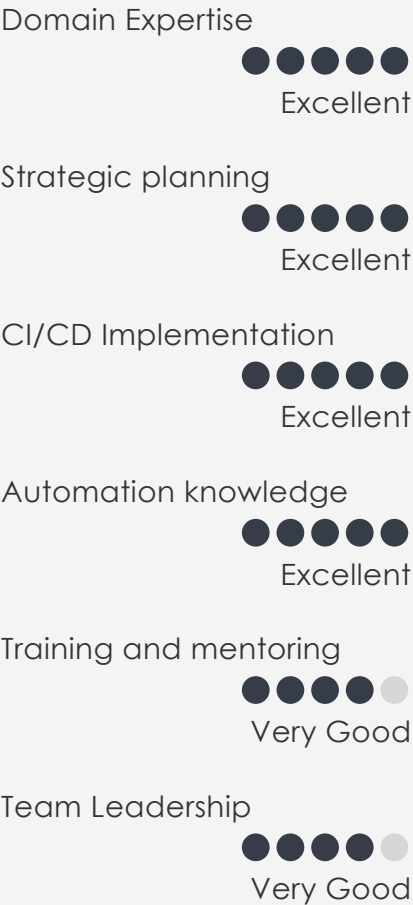 Domain Expertise
Excellent
Strategic planning
Excellent
CI/CD Implementation
Excellent
Automation knowledge
Excellent
Training and mentoring
Very Good
Team Leadership
Very Good